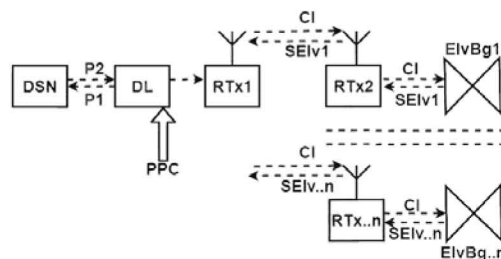 CI
SElv1
ElvBg1
DSN
P2
P1
DL
RTx1
RTx2
CI
SElv1
PPC
CI
SElv..n
RTx..n
CI
SElv..n
ElvBg..n